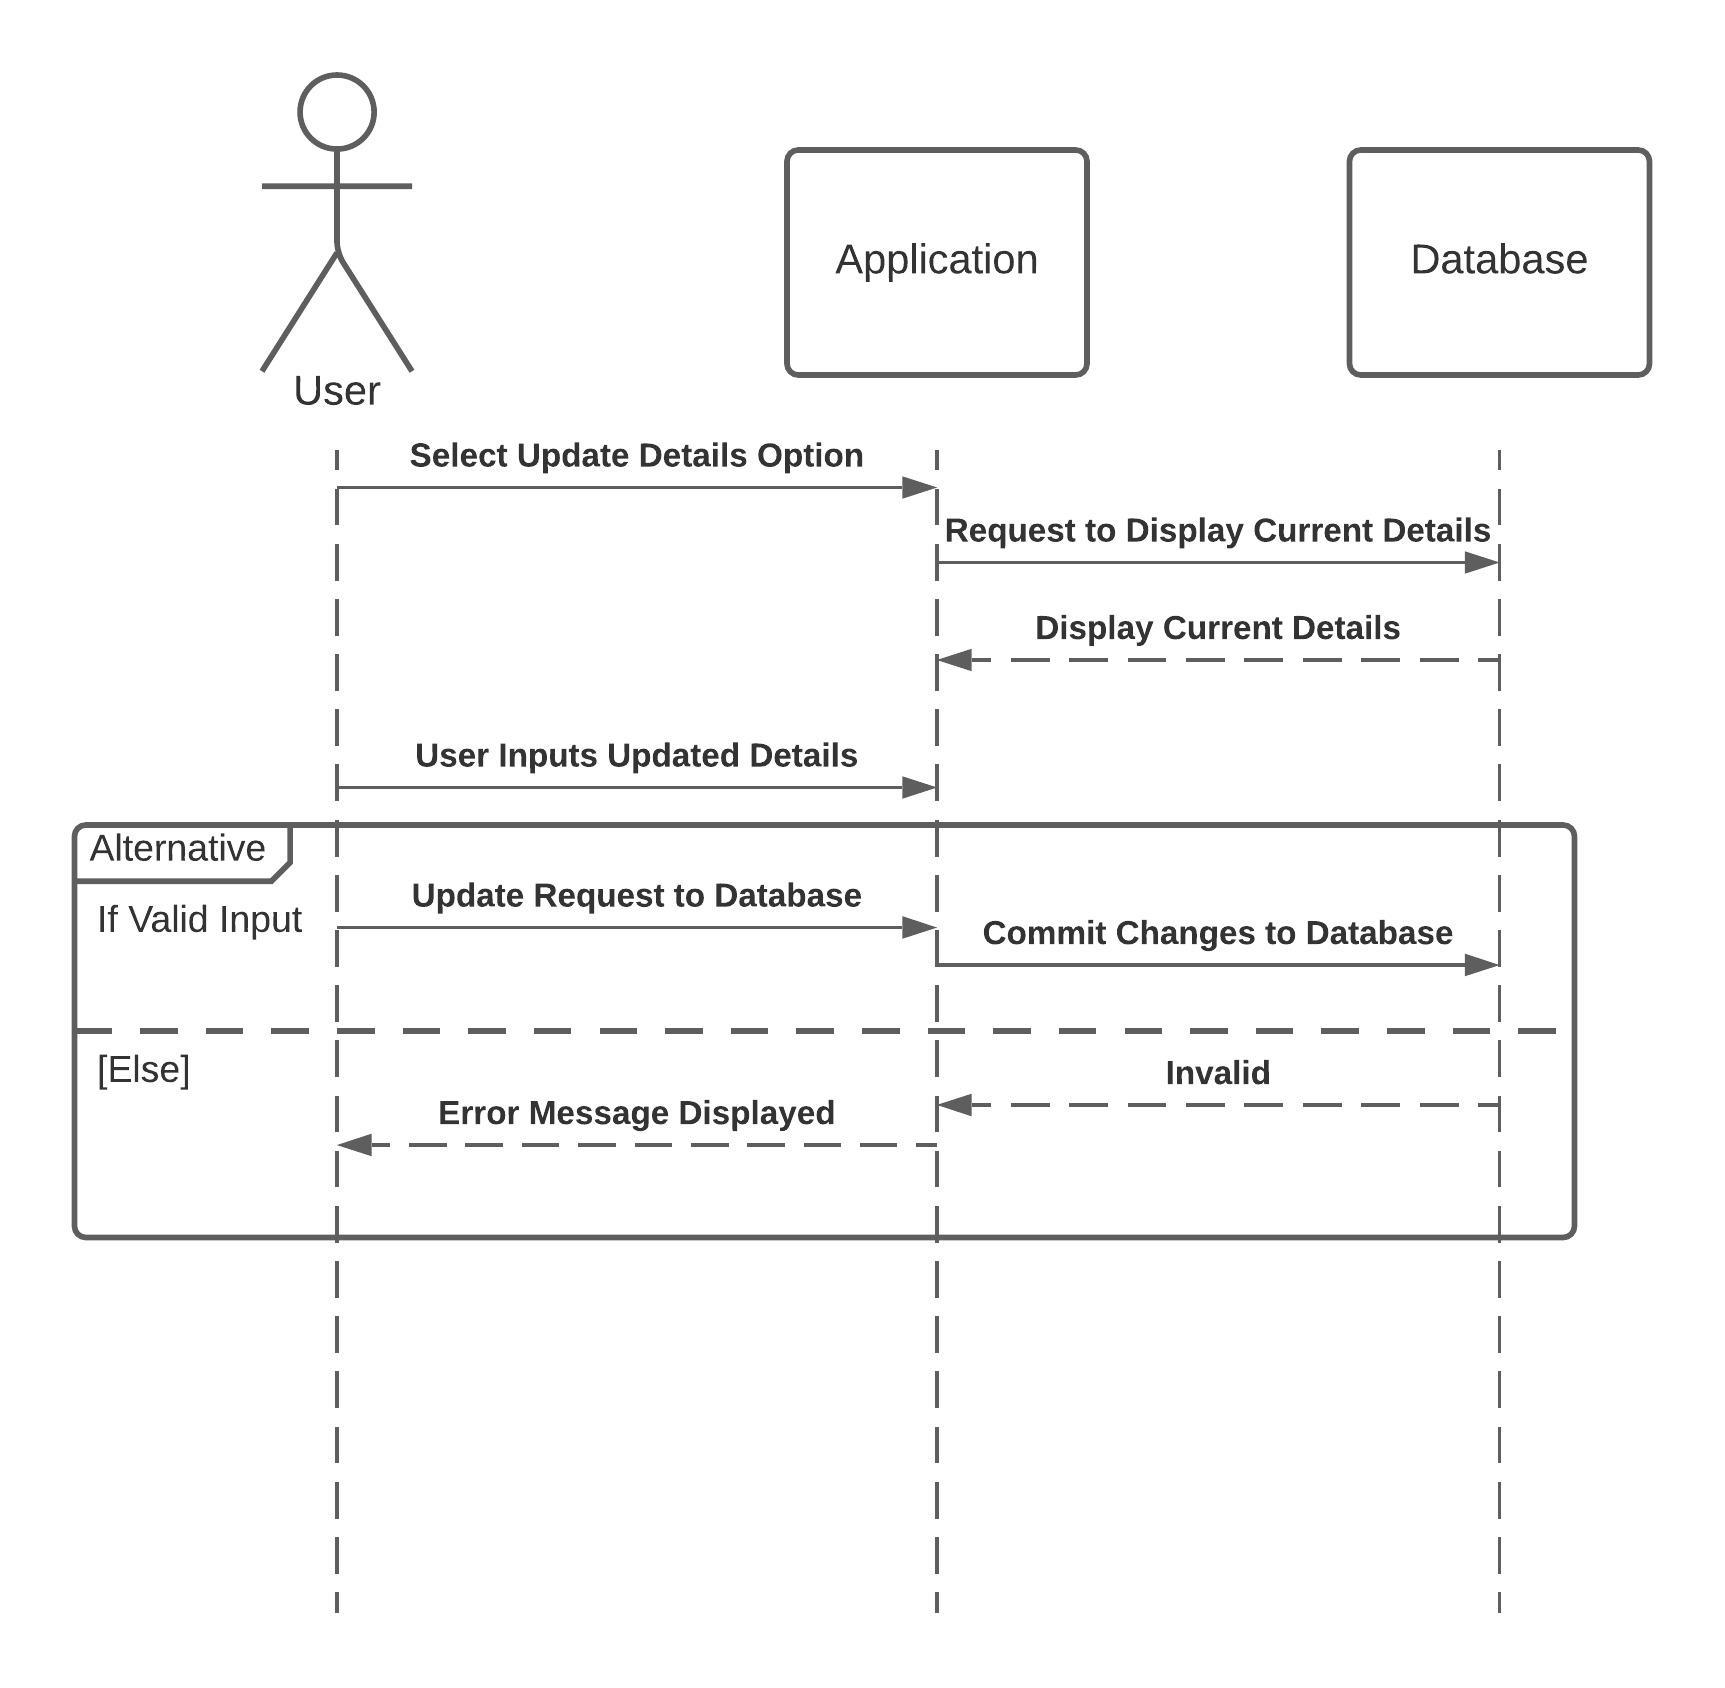 Application
Database
User
Select Update Details Option
Request to Display Current Details
Display Current Details
User Inputs Updated Details
Alternative
Update Request to Database
If Valid Input
Commit Changes to Database
[Else]
Invalid
Error Message Displayed